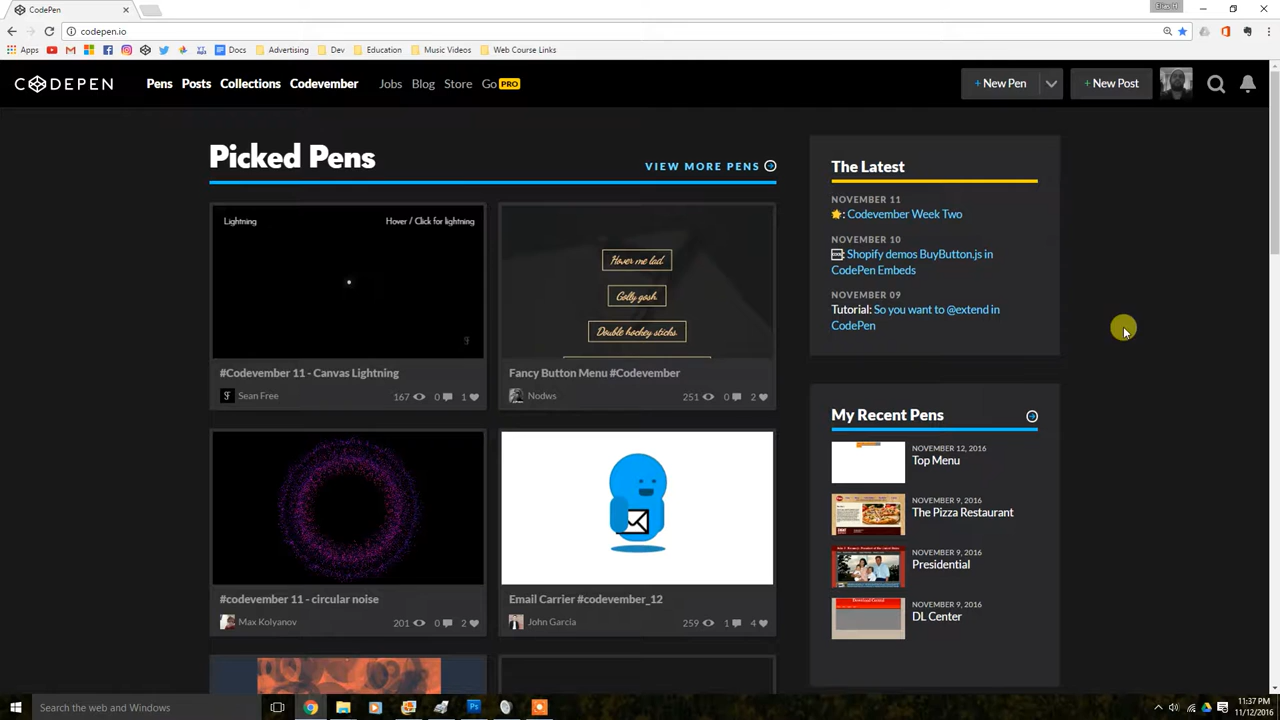 CodePen
Elias H
codepen.io
Apps
Docs
Advertising
Dev
Education
Music Videos
Web Course Links
CODEPEN
Pens
Posts
Collections
Codevember
Jobs
Blog
Store
Go PRO
+ New Pen
+ New Post
Picked Pens
VIEW MORE PENS
Lightning
Hover / Click for lightning
#Codevember 11 - Canvas Lightning
Sean Free
167
0
1
Hover me lad.
Golly gosh.
Double hockey sticks.
Fancy Button Menu #Codevember
Nodws
251
0
2
#codevember 11 - circular noise
Max Kolyanov
201
0
2
Email Carrier #codevember_12
John Garcia
259
1
4
The Latest
NOVEMBER 11
: Codevember Week Two
NOVEMBER 10
: Shopify demos BuyButton.js in
CodePen Embeds
NOVEMBER 09
Tutorial: So you want to @extend in
CodePen
My Recent Pens
NOVEMBER 12, 2016
Top Menu
NOVEMBER 9, 2016
The Pizza Restaurant
NOVEMBER 9, 2016
Presidential
NOVEMBER 9, 2016
DL Center
Search the web and Windows
11:37 PM
11/12/2016